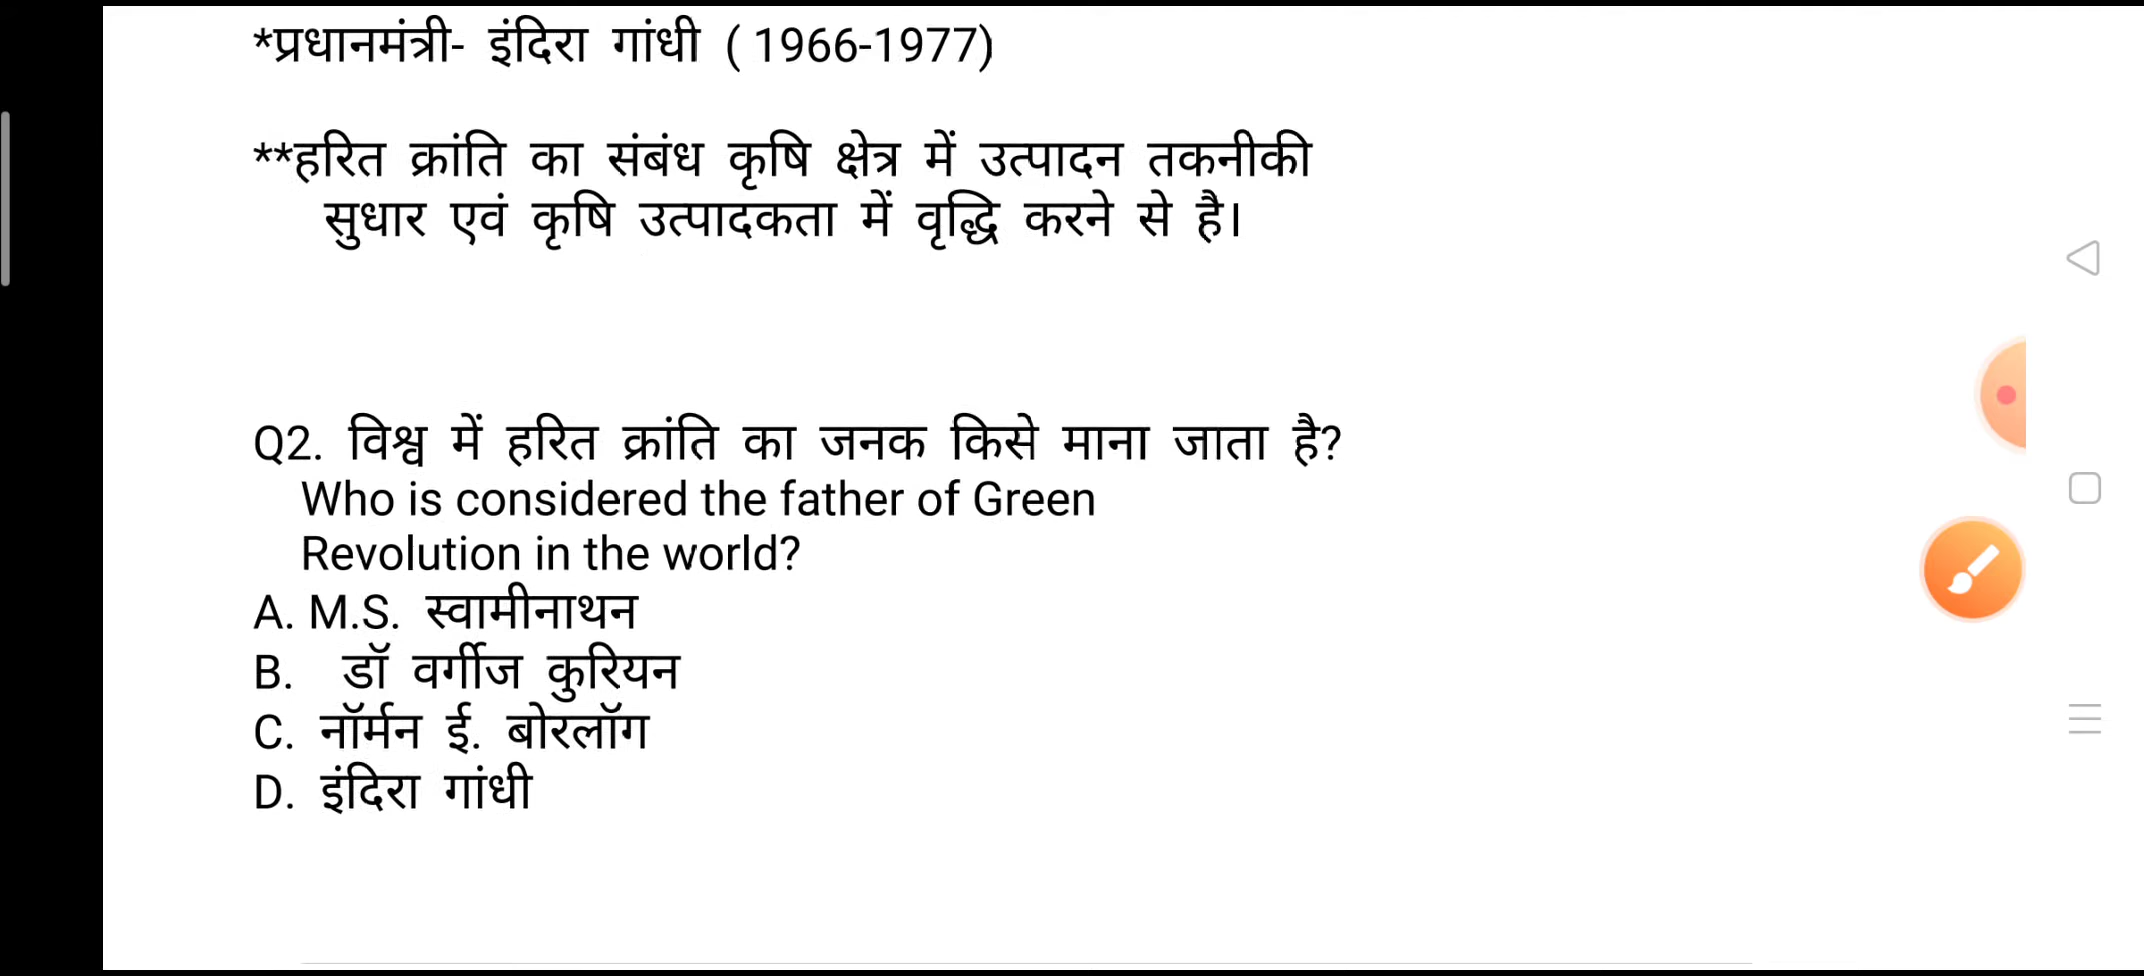 *प्रधानमंत्री- इंदिरा गांधी ( 1966-1977)
**हरित क्रांति का संबंध कृषि क्षेत्र में उत्पादन तकनीकी
सुधार एवं कृषि उत्पादकता में वृद्धि करने से है।
Q2. विश्व में हरित क्रांति का जनक किसे माना जाता है?
Who is considered the father of Green
Revolution in the world?
A. M.S. स्वामीनाथन
B. डॉ वर्गीज कुरियन
C. नॉर्मन ई. बोरलॉग
D. इंदिरा गांधी